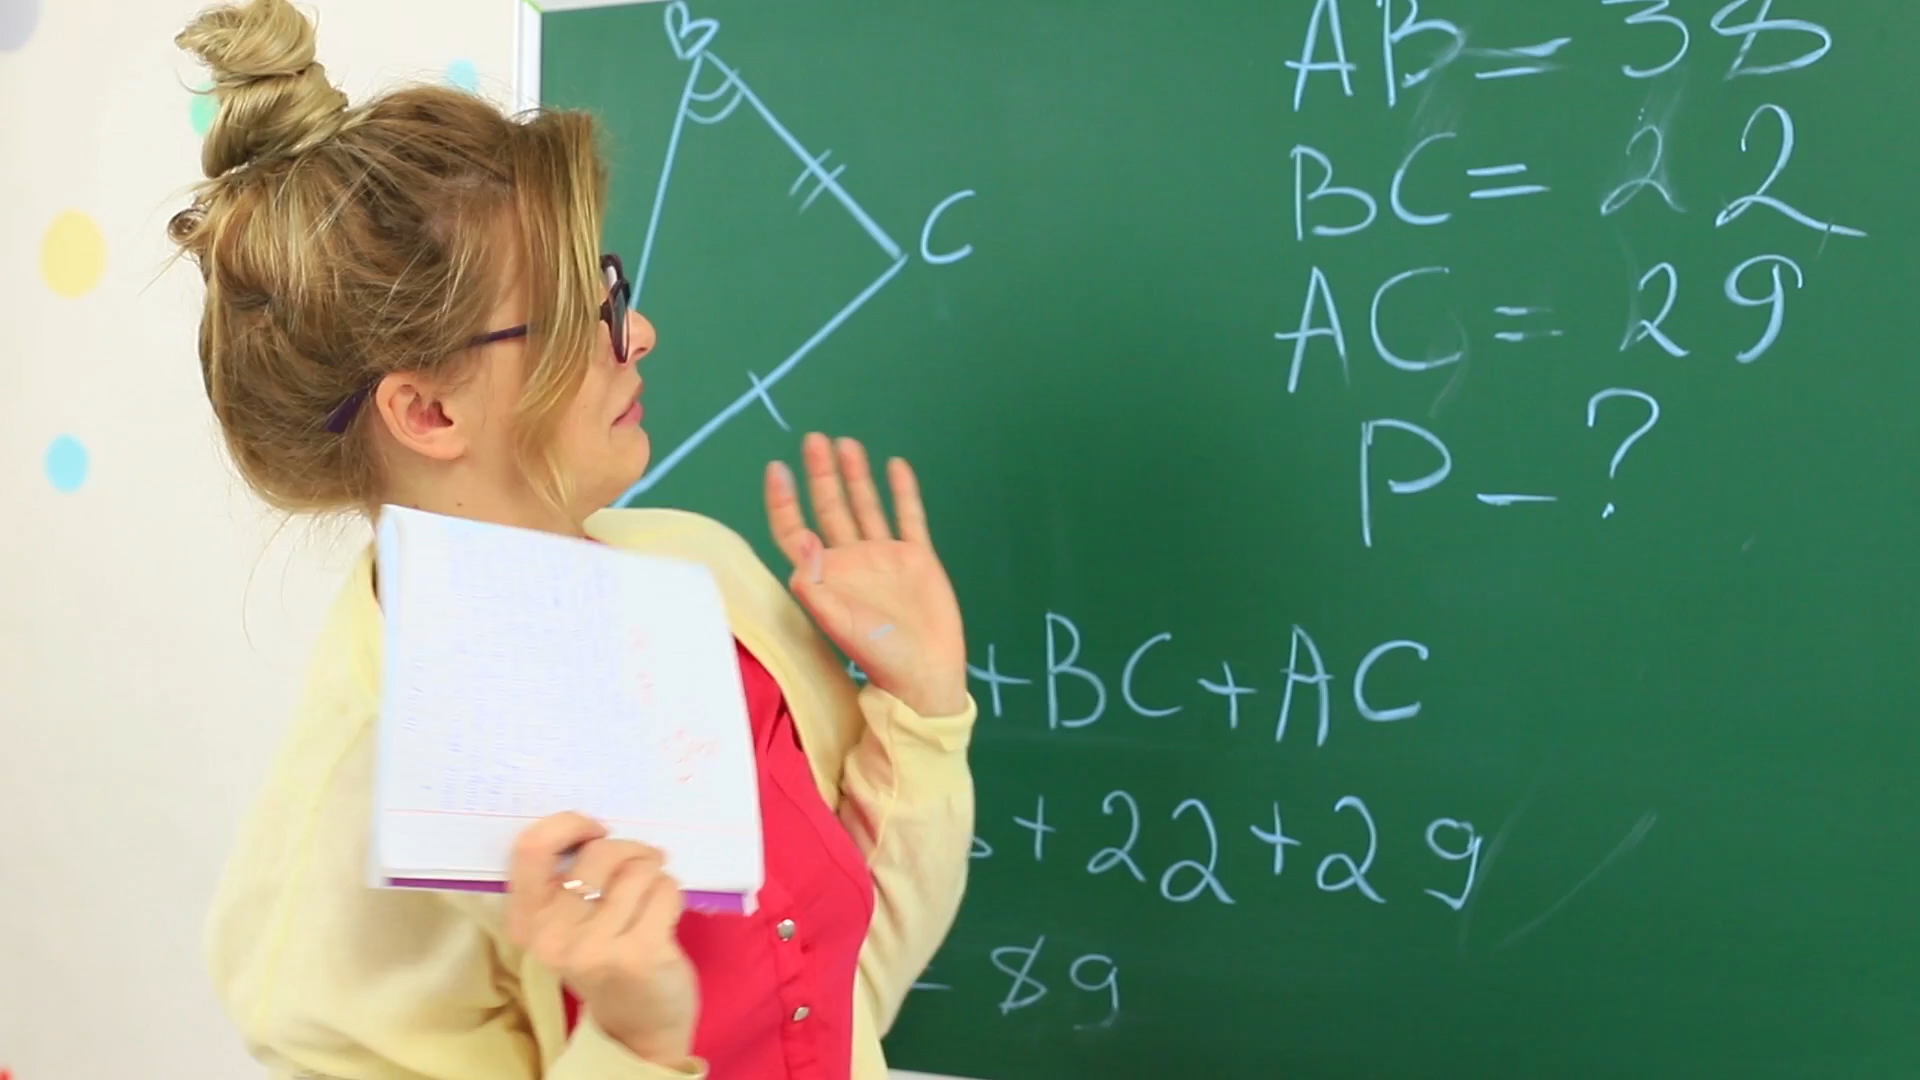 B
C
AB = 38
BC = 22
AC = 29
P - ?
+ BC + AC
+ 22 + 29
= 89